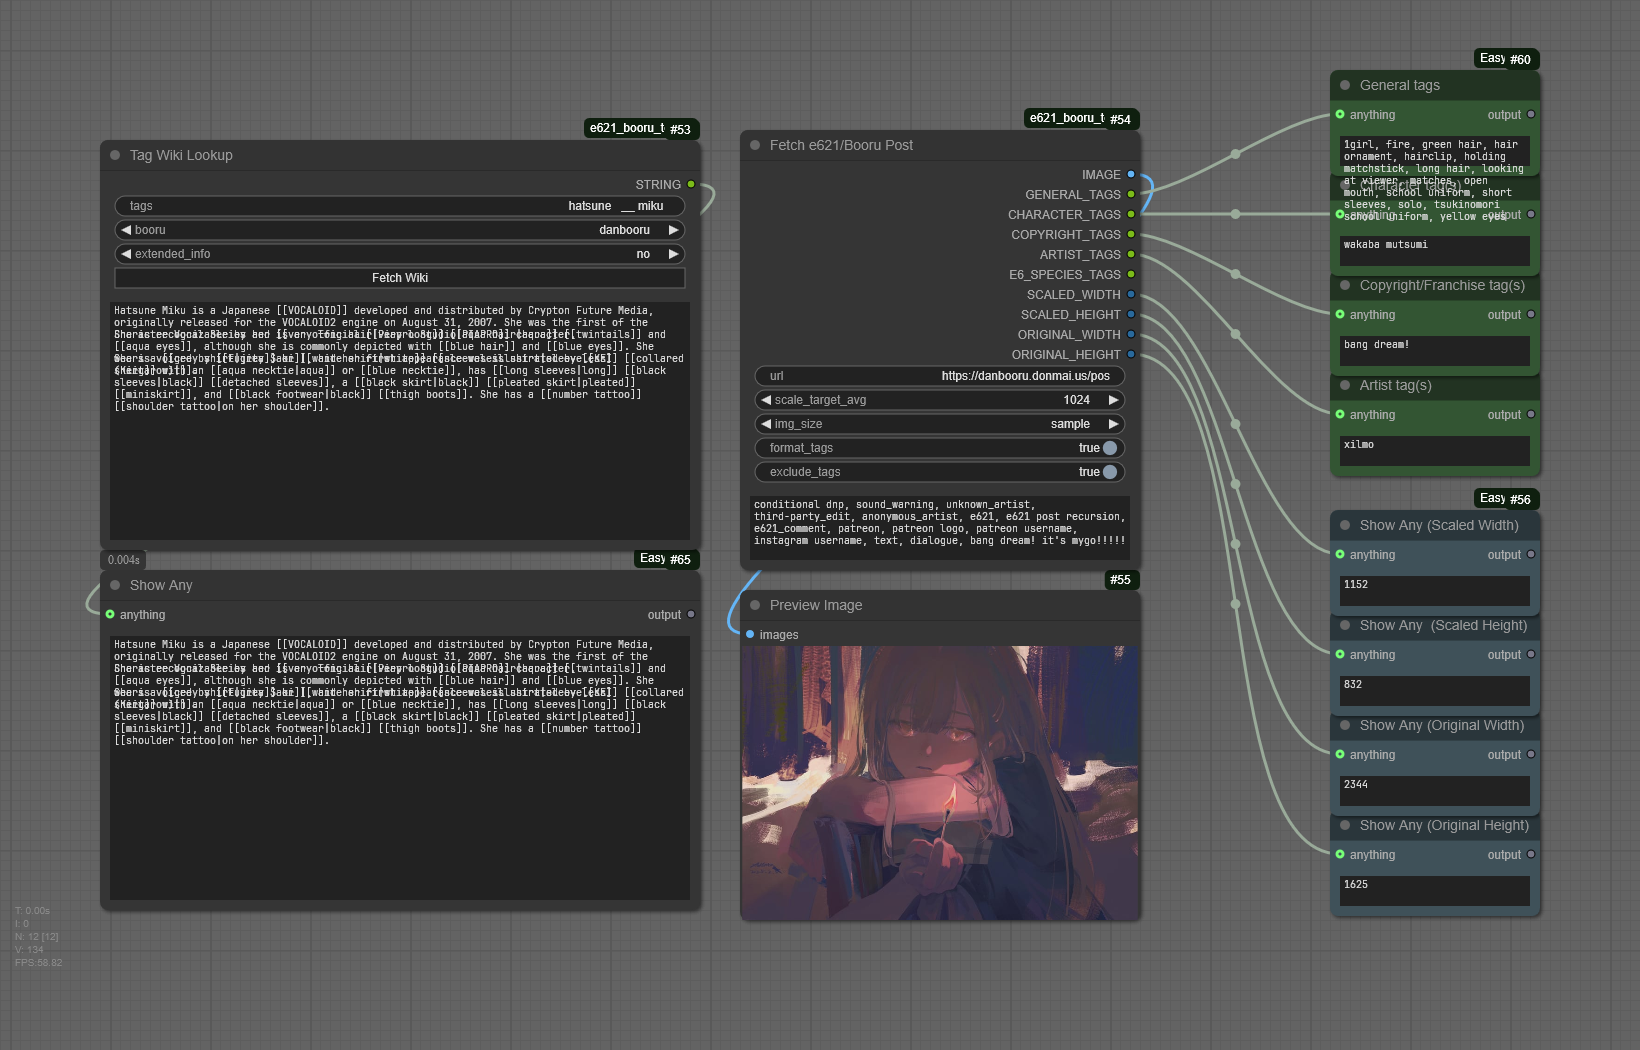 e621_booru_t #53
Tag Wiki Lookup
STRING
tags hatsune__miku
booru danbooru
extended_info no
Fetch Wiki
Hatsune Miku is a Japanese [[VOCALOID]] developed and distributed by Crypton Future Media,
originally released for the VOCALOID2 engine on August 31, 2007. She was the first of the
[[twintails]] and
[[aqua eyes]], although she is commonly depicted with [[blue hair]] and [[blue eyes]]. She
[[collared
an [[aqua necktie|aqua]] or [[blue necktie]], has [[long sleeves|long]] [[black
sleeves|black]] [[detached sleeves]], a [[black skirt|black]] [[pleated skirt|pleated]]
[[miniskirt]], and [[black footwear|black]] [[thigh boots]]. She has a [[number tattoo]]
[[shoulder tattoo|on her shoulder]].
0.004s
Easy #65
Show Any
anything output
Hatsune Miku is a Japanese [[VOCALOID]] developed and distributed by Crypton Future Media,
originally released for the VOCALOID2 engine on August 31, 2007. She was the first of the
[[twintails]] and
[[aqua eyes]], although she is commonly depicted with [[blue hair]] and [[blue eyes]]. She
[[collared
an [[aqua necktie|aqua]] or [[blue necktie]], has [[long sleeves|long]] [[black
sleeves|black]] [[detached sleeves]], a [[black skirt|black]] [[pleated skirt|pleated]]
[[miniskirt]], and [[black footwear|black]] [[thigh boots]]. She has a [[number tattoo]]
[[shoulder tattoo|on her shoulder]].
T: 0.00s
I: 0
N: 12 [12]
V: 134
FPS:58.82
e621_booru_t #54
Fetch e621/Booru Post
IMAGE
GENERAL_TAGS
CHARACTER_TAGS
COPYRIGHT_TAGS
ARTIST_TAGS
E6_SPECIES_TAGS
SCALED_WIDTH
SCALED_HEIGHT
ORIGINAL_WIDTH
ORIGINAL_HEIGHT
url https://danbooru.donmai.us/pos
scale_target_avg 1024
img_size sample
format_tags true
exclude_tags true
conditional dnp, sound_warning, unknown_artist,
third-party_edit, anonymous_artist, e621, e621 post recursion,
e621_comment, patreon, patreon logo, patreon username,
instagram username, text, dialogue, bang dream! it's mygo!!!!!
#55
Preview Image
images
Easy #60
General tags
anything output
1girl, fire, green hair, hair
ornament, hairclip, holding
matchstick, long hair, looking
at viewer, matches, open
mouth, school uniform, short
sleeves, solo, tsukinomori
school uniform, yellow eyes
Character tag(s)
anything output
wakaba mutsumi
Copyright/Franchise tag(s)
anything output
bang dream!
Artist tag(s)
anything output
xilmo
Easy #56
Show Any (Scaled Width)
anything output
1152
Show Any (Scaled Height)
anything output
832
Show Any (Original Width)
anything output
2344
Show Any (Original Height)
anything output
1625